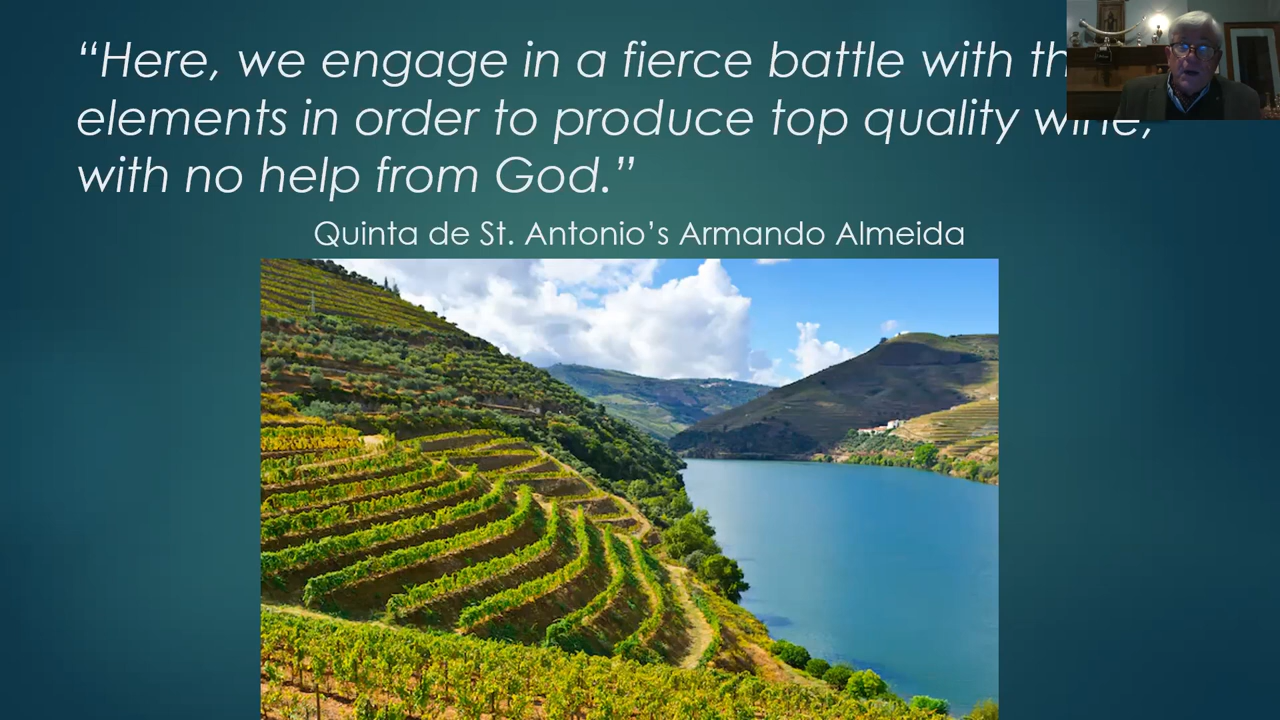 “Here, we engage in a fierce battle with
elements in order to produce top quality wine,
with no help from God.”
Quinta de St. Antonio’s Armando Almeida